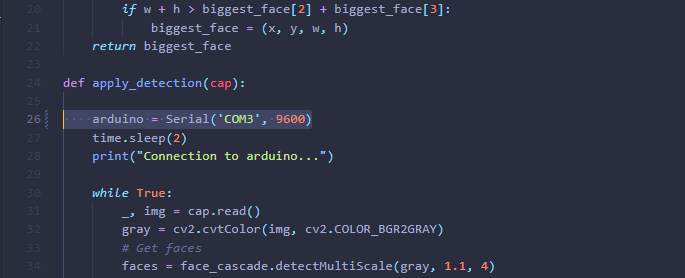 20 if w + h > biggest_face[2] + biggest_face[3]:
21 biggest_face = (x, y, w, h)
22 return biggest_face
23
24 def apply_detection(cap):
25
26 arduino = Serial('COM3', 9600)
27 time.sleep(2)
28 print("Connection to arduino...")
29
30 while True:
31 _, img = cap.read()
32 gray = cv2.cvtColor(img, cv2.COLOR_BGR2GRAY)
33 # Get faces
34 faces = face_cascade.detectMultiScale(gray, 1.1, 4)